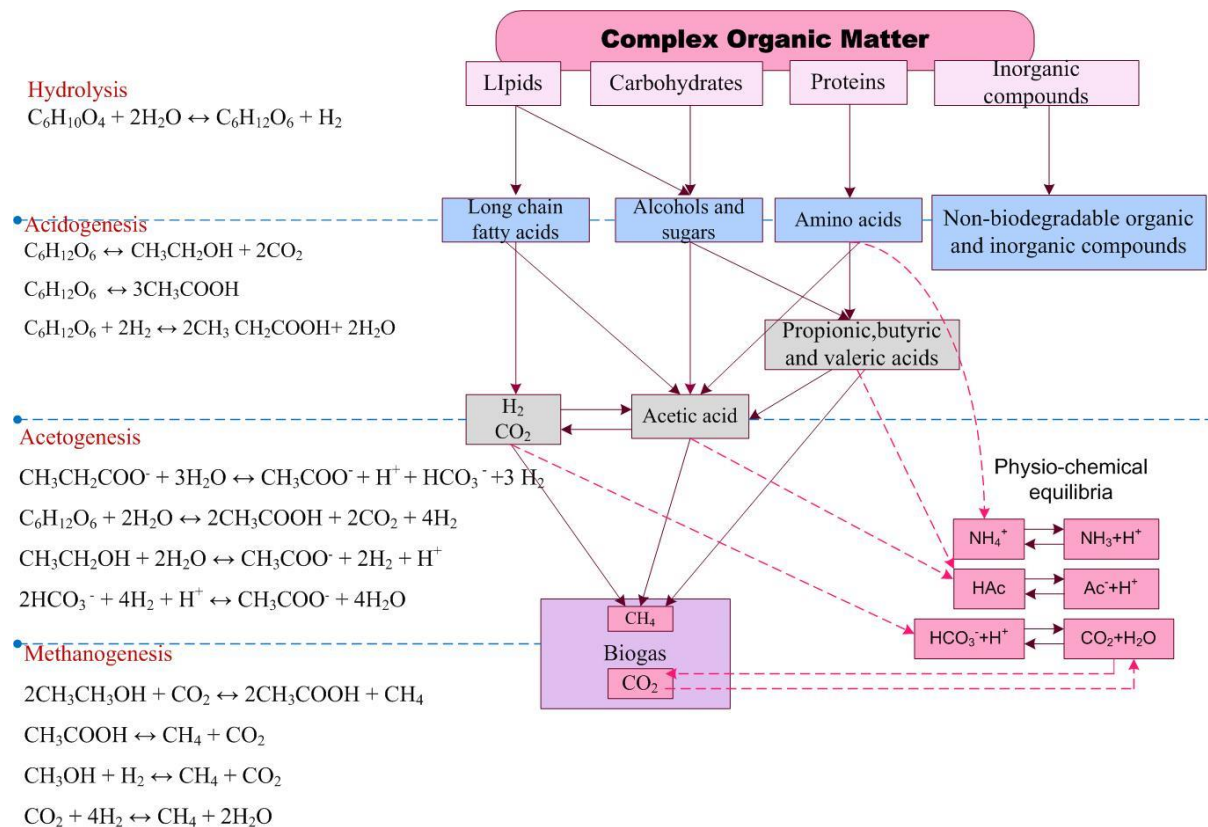 Complex Organic Matter
LIpids
Carbohydrates
Proteins
Inorganic
compounds
Hydrolysis
C₆H₁₀O₄ + 2H₂O ↔ C₆H₁₂O₆ + H₂
Long chain
fatty acids
Alcohols and
sugars
Amino acids
Non-biodegradable organic
and inorganic compounds
Acidogenesis
C₆H₁₂O₆ ↔ CH₃CH₂OH + 2CO₂
C₆H₁₂O₆ ↔ 3CH₃COOH
C₆H₁₂O₆ + 2H₂ ↔ 2CH₃ CH₂COOH+ 2H₂O
Propionic,butyric
and valeric acids
H₂
CO₂
Acetic acid
Acetogenesis
CH₃CH₂COO⁻ + 3H₂O ↔ CH₃COO⁻ + H⁺ + HCO₃⁻ +3 H₂
C₆H₁₂O₆ + 2H₂O ↔ 2CH₃COOH + 2CO₂ + 4H₂
CH₃CH₂OH + 2H₂O ↔ CH₃COO⁻ + 2H₂ + H⁺
2HCO₃⁻ + 4H₂ + H⁺ ↔ CH₃COO⁻ + 4H₂O
Physio-chemical
equilibria
NH₄⁺
NH₃+H⁺
HAc
Ac⁻+H⁺
HCO₃⁻+H⁺
CO₂+H₂O
CH₄
Biogas
CO₂
Methanogenesis
2CH₃CH₃OH + CO₂ ↔ 2CH₃COOH + CH₄
CH₃COOH ↔ CH₄ + CO₂
CH₃OH + H₂ ↔ CH₄ + CO₂
CO₂ + 4H₂ ↔ CH₄ + 2H₂O